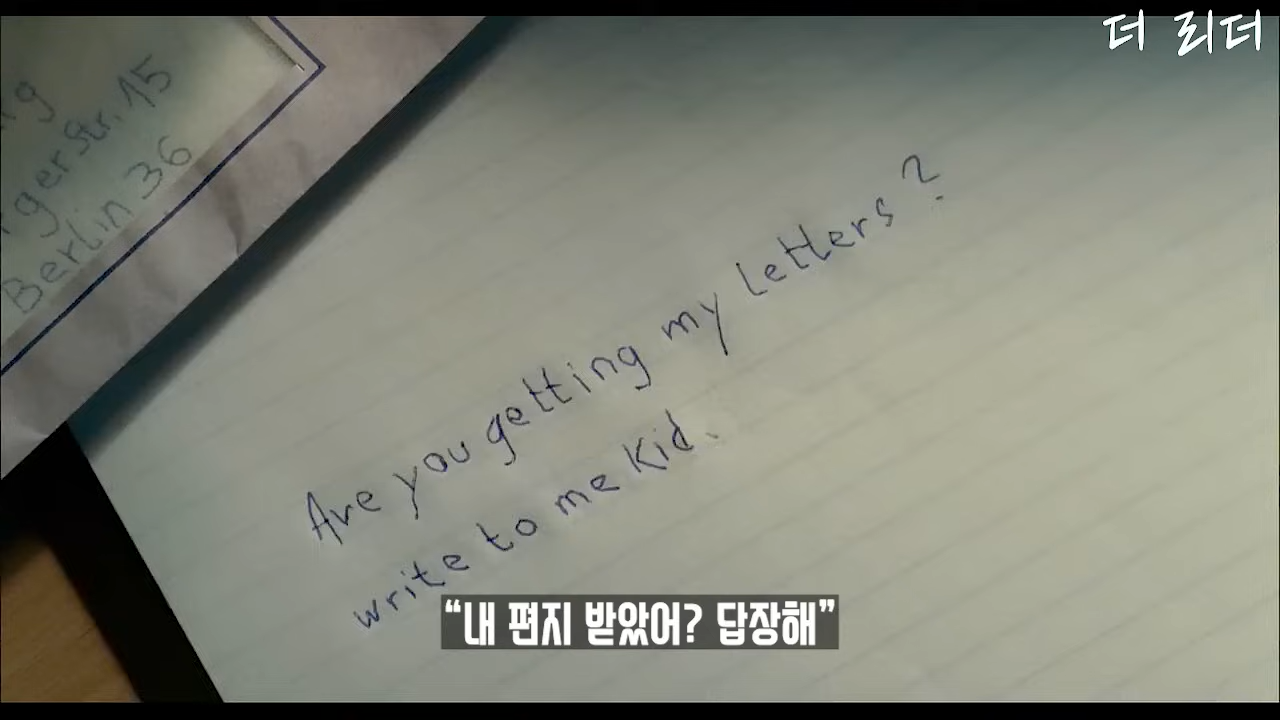 더 리더
ger Str. 15
Berlin 36
Are you getting my letters?
write to me Kid.
“내 편지 받았어? 답장해”